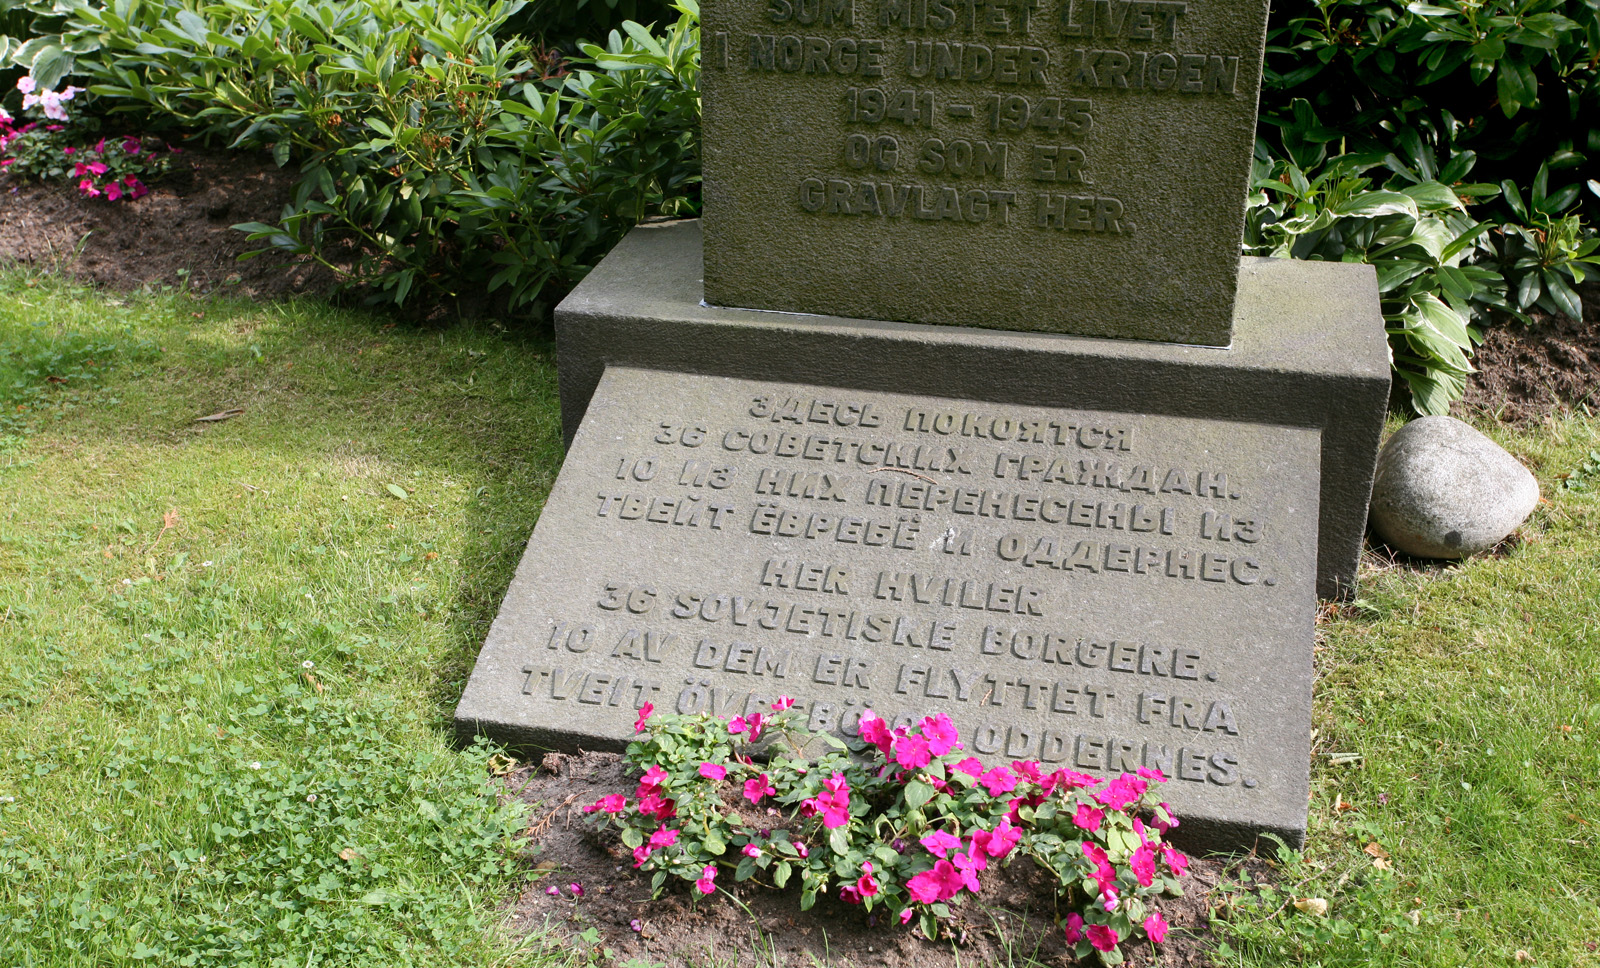 SOM MISTET LIVET
I NORGE UNDER KRIGEN
1941 – 1945
OG SOM ER
GRAVLAGT HER.
ЗДЕСЬ ПОКОЯТСЯ
36 СОВЕТСКИХ ГРАЖДАН.
10 ИЗ НИХ ПЕРЕНЕСЕНЫ ИЗ
ТВЕЙТ ЁВРЕБЁ И ОДДЕРНЕС.
HER HVILER
36 SOVJETISKE BORGERE.
10 AV DEM ER FLYTTET FRA
TVEIT ODDERNES.